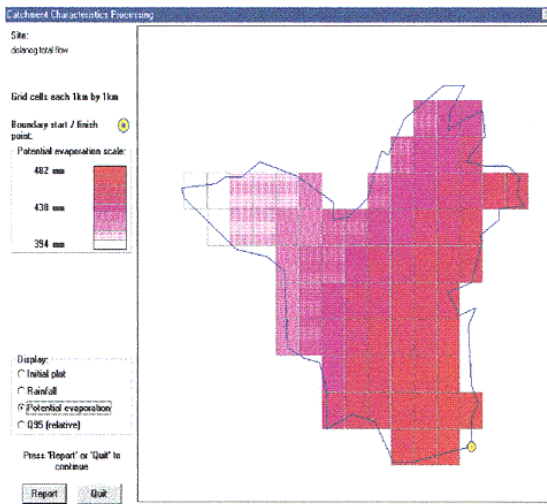 Catchment Characteristics Processing
Site:
dolanog total flow
Grid cells each 1km by 1km
Boundary start / finish
point:
Potential evaporation scale:
482 mm
438 mm
394 mm
Display:
Initial plot
Rainfall
Potential evaporation
Q95 (relative)
Press 'Report' or 'Quit' to
continue
Report
Quit